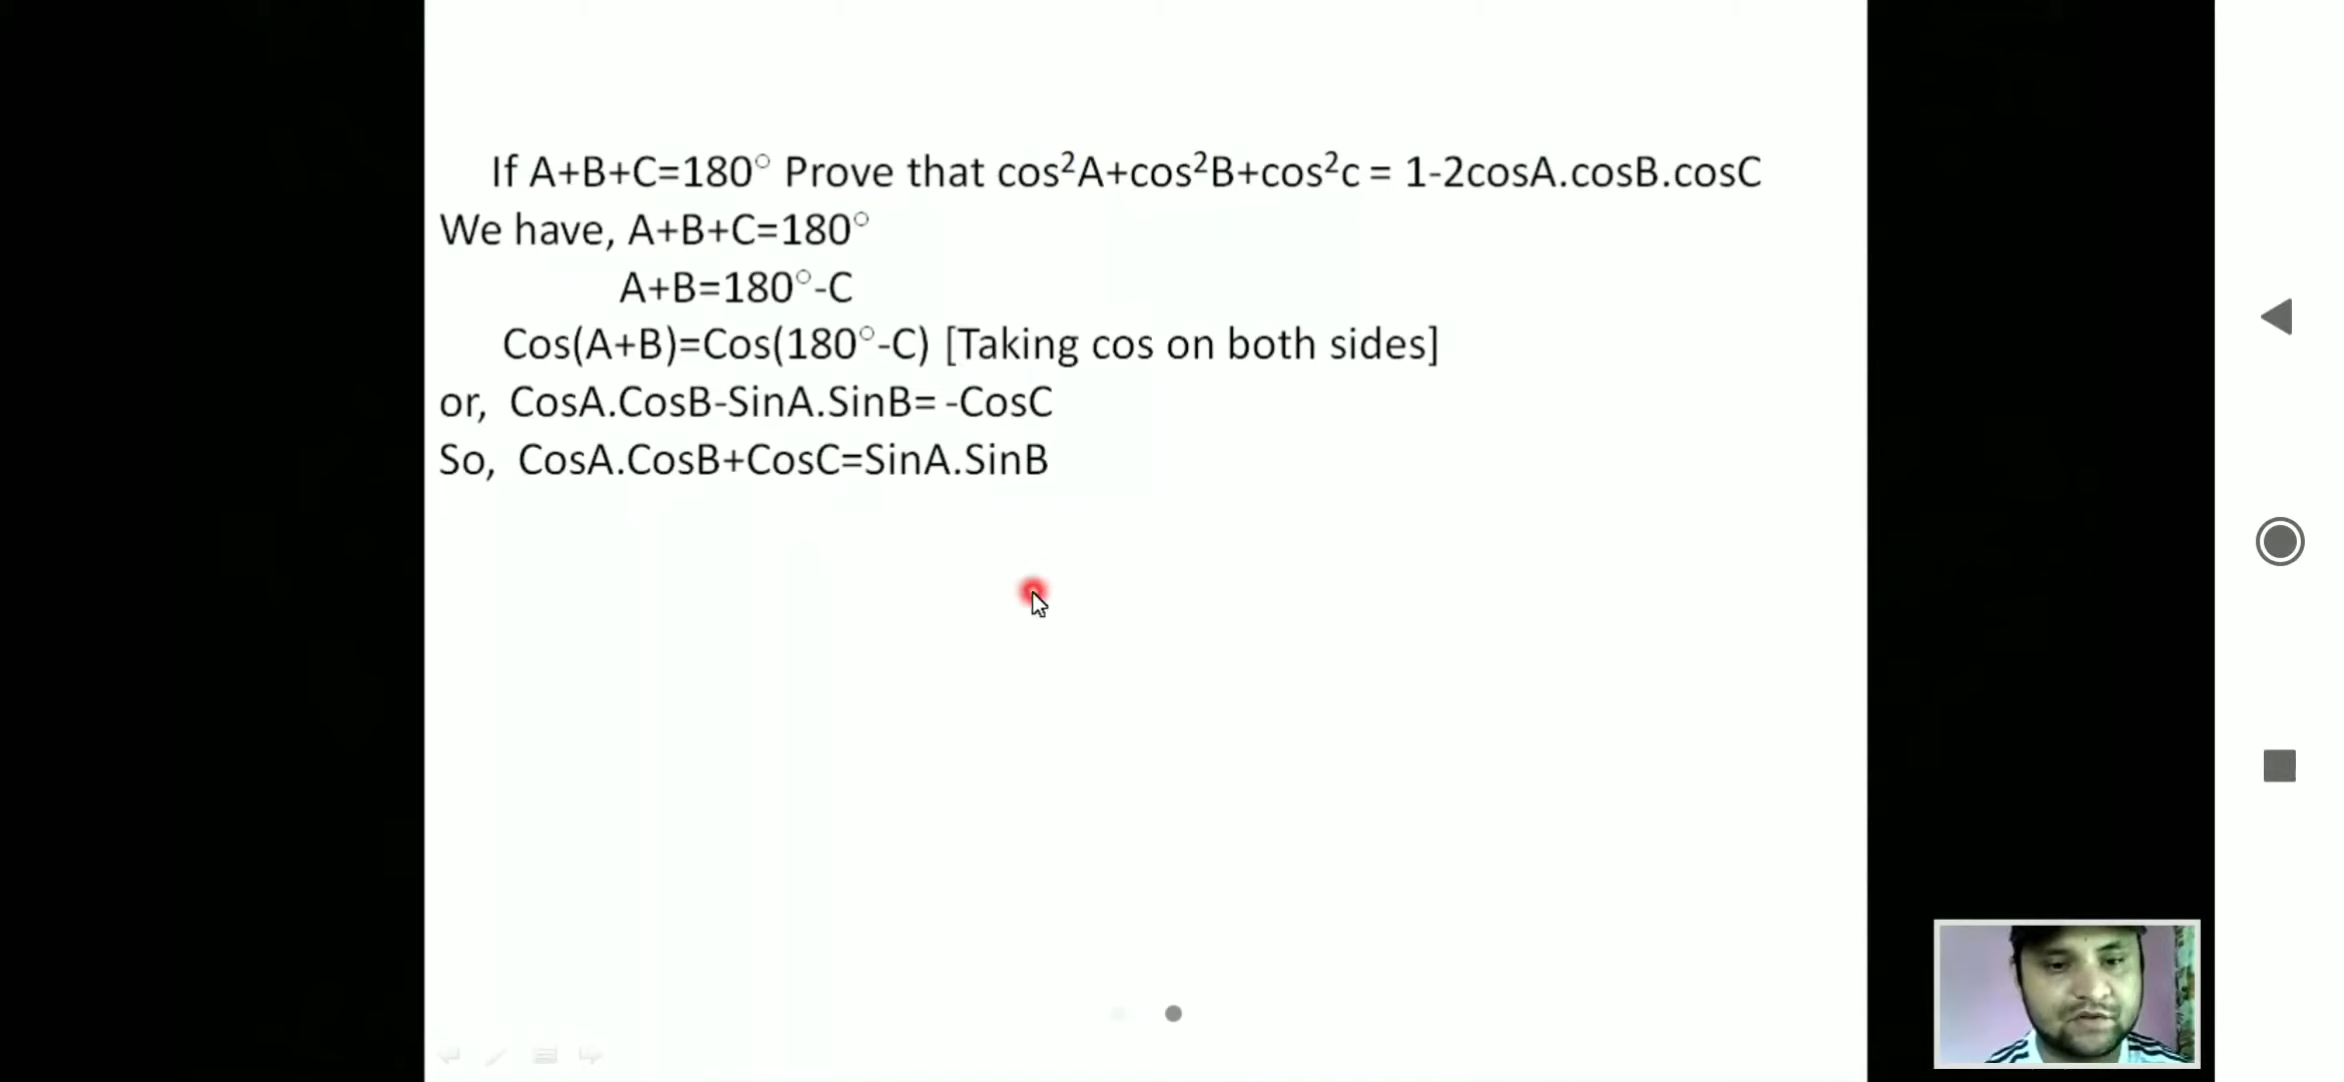 If A+B+C=180° Prove that cos²A+cos²B+cos²c = 1-2cosA.cosB.cosC
We have, A+B+C=180°
A+B=180°-C
Cos(A+B)=Cos(180°-C) [Taking cos on both sides]
or, CosA.CosB-SinA.SinB= -CosC
So, CosA.CosB+CosC=SinA.SinB